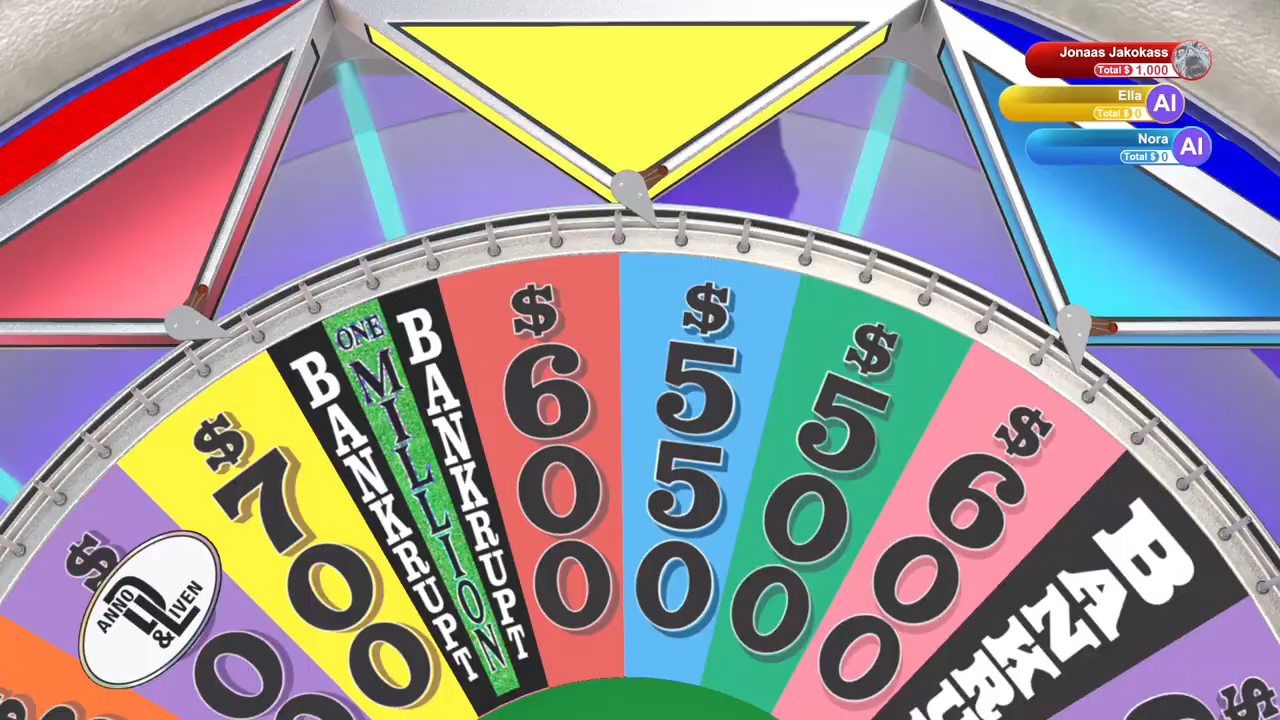 Jonaas Jakokass
Total $ 1,000
Ella
AI
Total $ 0
Nora
AI
Total $ 0
$
ANNO
&LIVEN
$700
BANKRUPT
ONE MILLION
BANKRUPT
$600
$550
$500
$600
$